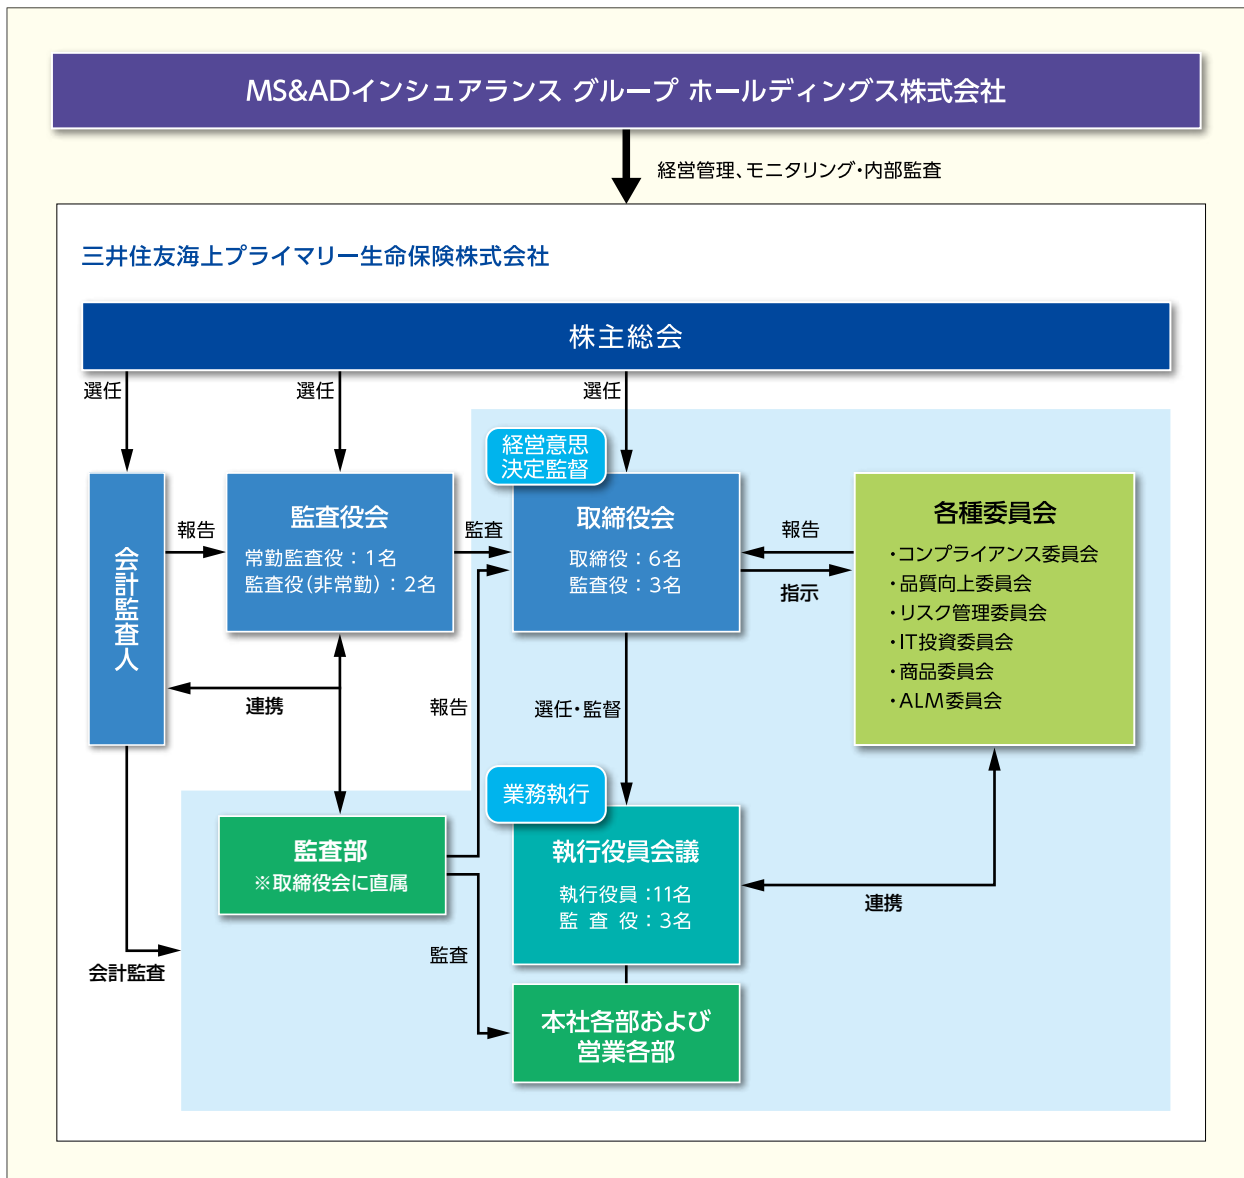 MS&ADインシュアランス グループ ホールディングス株式会社
経営管理、モニタリング・内部監査
三井住友海上プライマリー生命保険株式会社
株主総会
選任
選任
選任
経営意思
決定監督
会計監査人
報告
監査役会
常勤監査役：1名
監査役（非常勤）：2名
監査
取締役会
取締役：6名
監査役：3名
報告
指示
各種委員会
・コンプライアンス委員会
・品質向上委員会
・リスク管理委員会
・IT投資委員会
・商品委員会
・ALM委員会
連携
報告
選任・監督
業務執行
監査部
※取締役会に直属
執行役員会議
執行役員：11名
監査役：3名
連携
監査
会計監査
本社各部および
営業各部